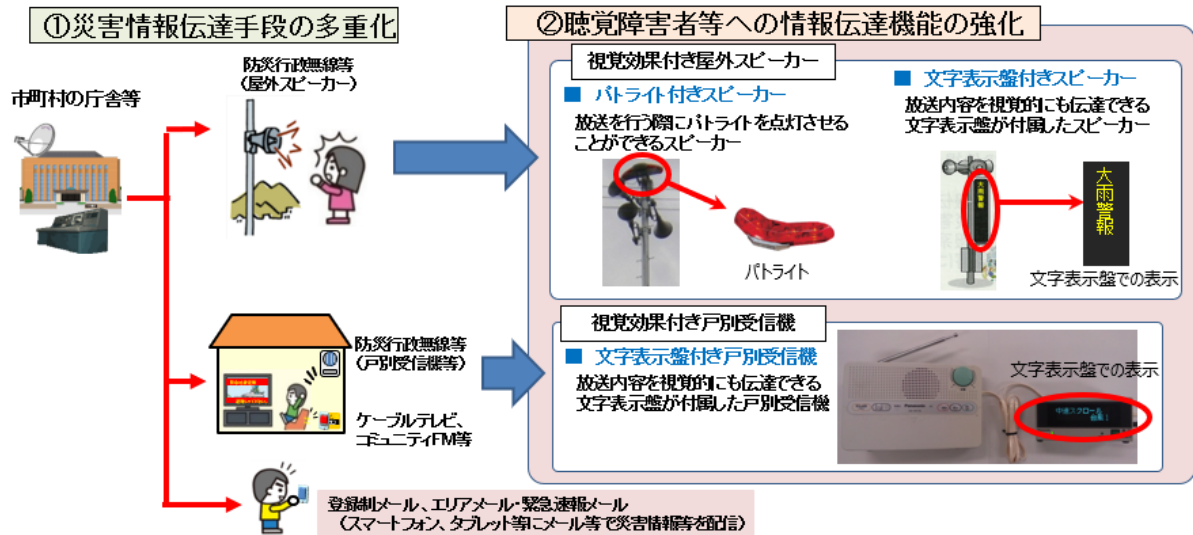 ①災害情報伝達手段の多重化
市町村の庁舎等
防災行政無線等
(屋外スピーカー)
防災行政無線等
(戸別受信機等)
ケーブルテレビ、
コミュニティFM等
登録制メール、エリアメール・緊急速報メール
(スマートフォン、タブレット等にメール等で災害情報等を配信)
②聴覚障害者等への情報伝達機能の強化
視覚効果付き屋外スピーカー
■ パトライト付きスピーカー
放送を行う際にパトライトを点灯させる
ことができるスピーカー
パトライト
■ 文字表示盤付きスピーカー
放送内容を視覚的にも伝達できる
文字表示盤が付属したスピーカー
大雨警報
大雨警報
文字表示盤での表示
視覚効果付き戸別受信機
■ 文字表示盤付き戸別受信機
放送内容を視覚的にも伝達できる
文字表示盤が付属した戸別受信機
Panasonic
文字表示盤での表示